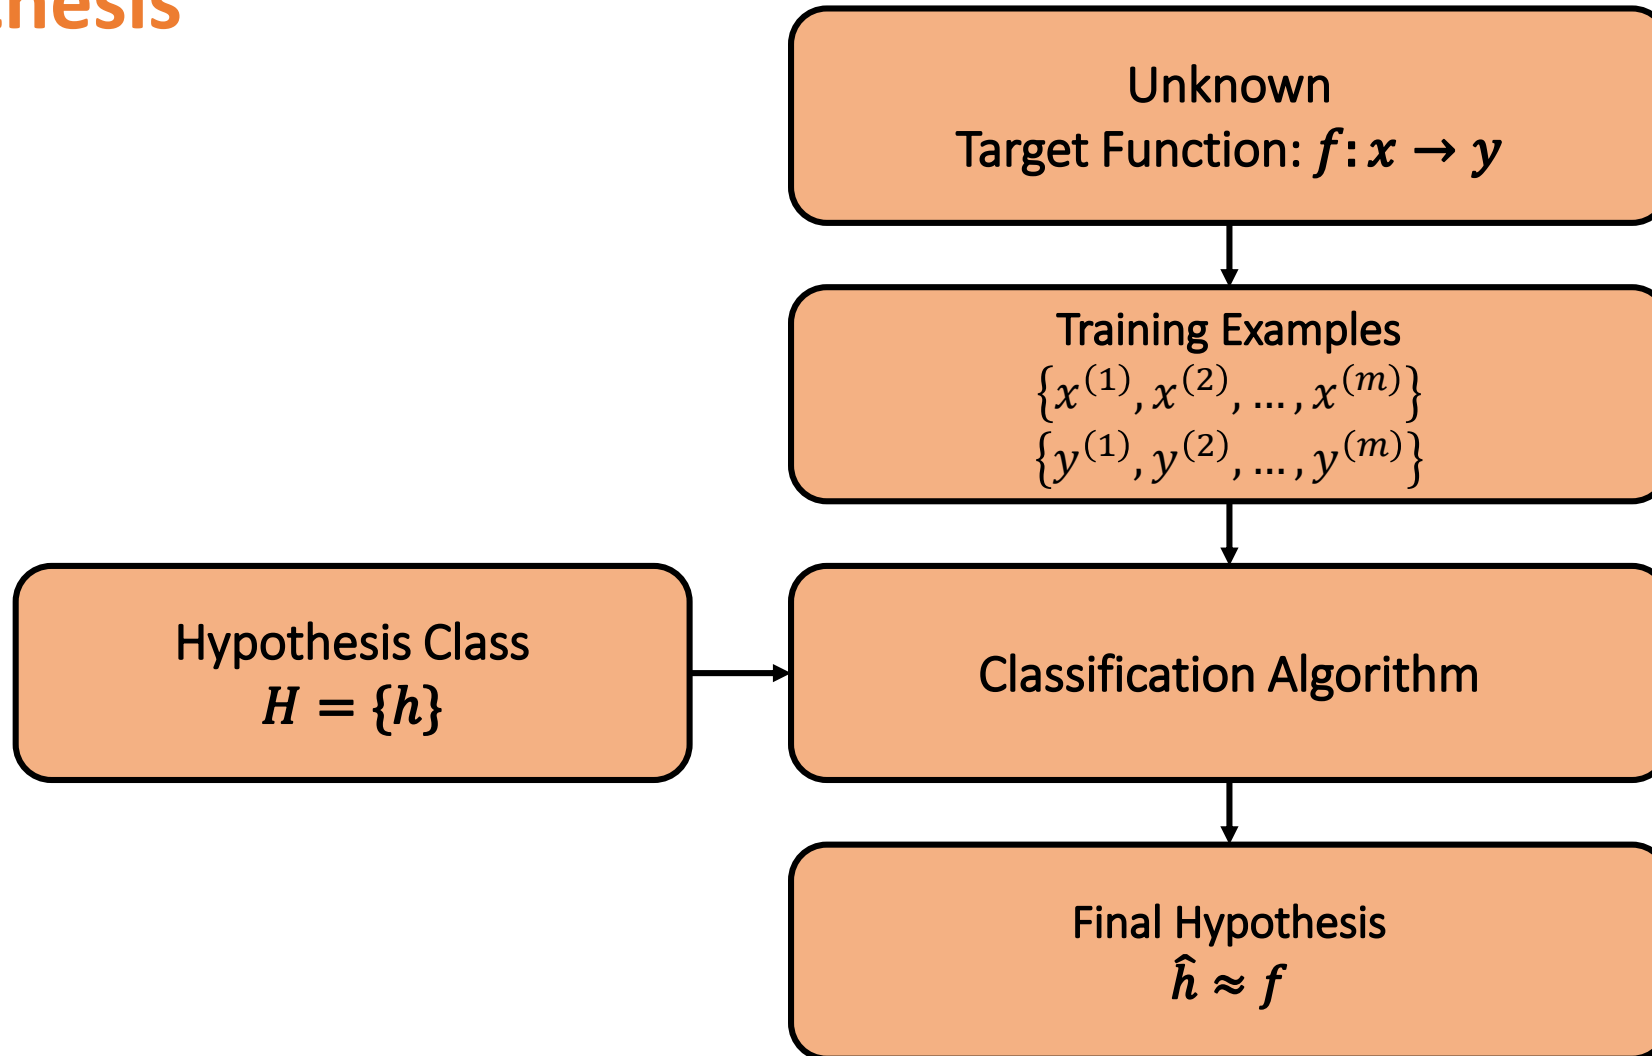 Unknown
Target Function: f: x → y
Training Examples
{x⁽¹⁾, x⁽²⁾, … , x⁽ᵐ⁾}
{y⁽¹⁾, y⁽²⁾, … , y⁽ᵐ⁾}
Hypothesis Class
H = {h}
Classification Algorithm
Final Hypothesis
ĥ ≈ f